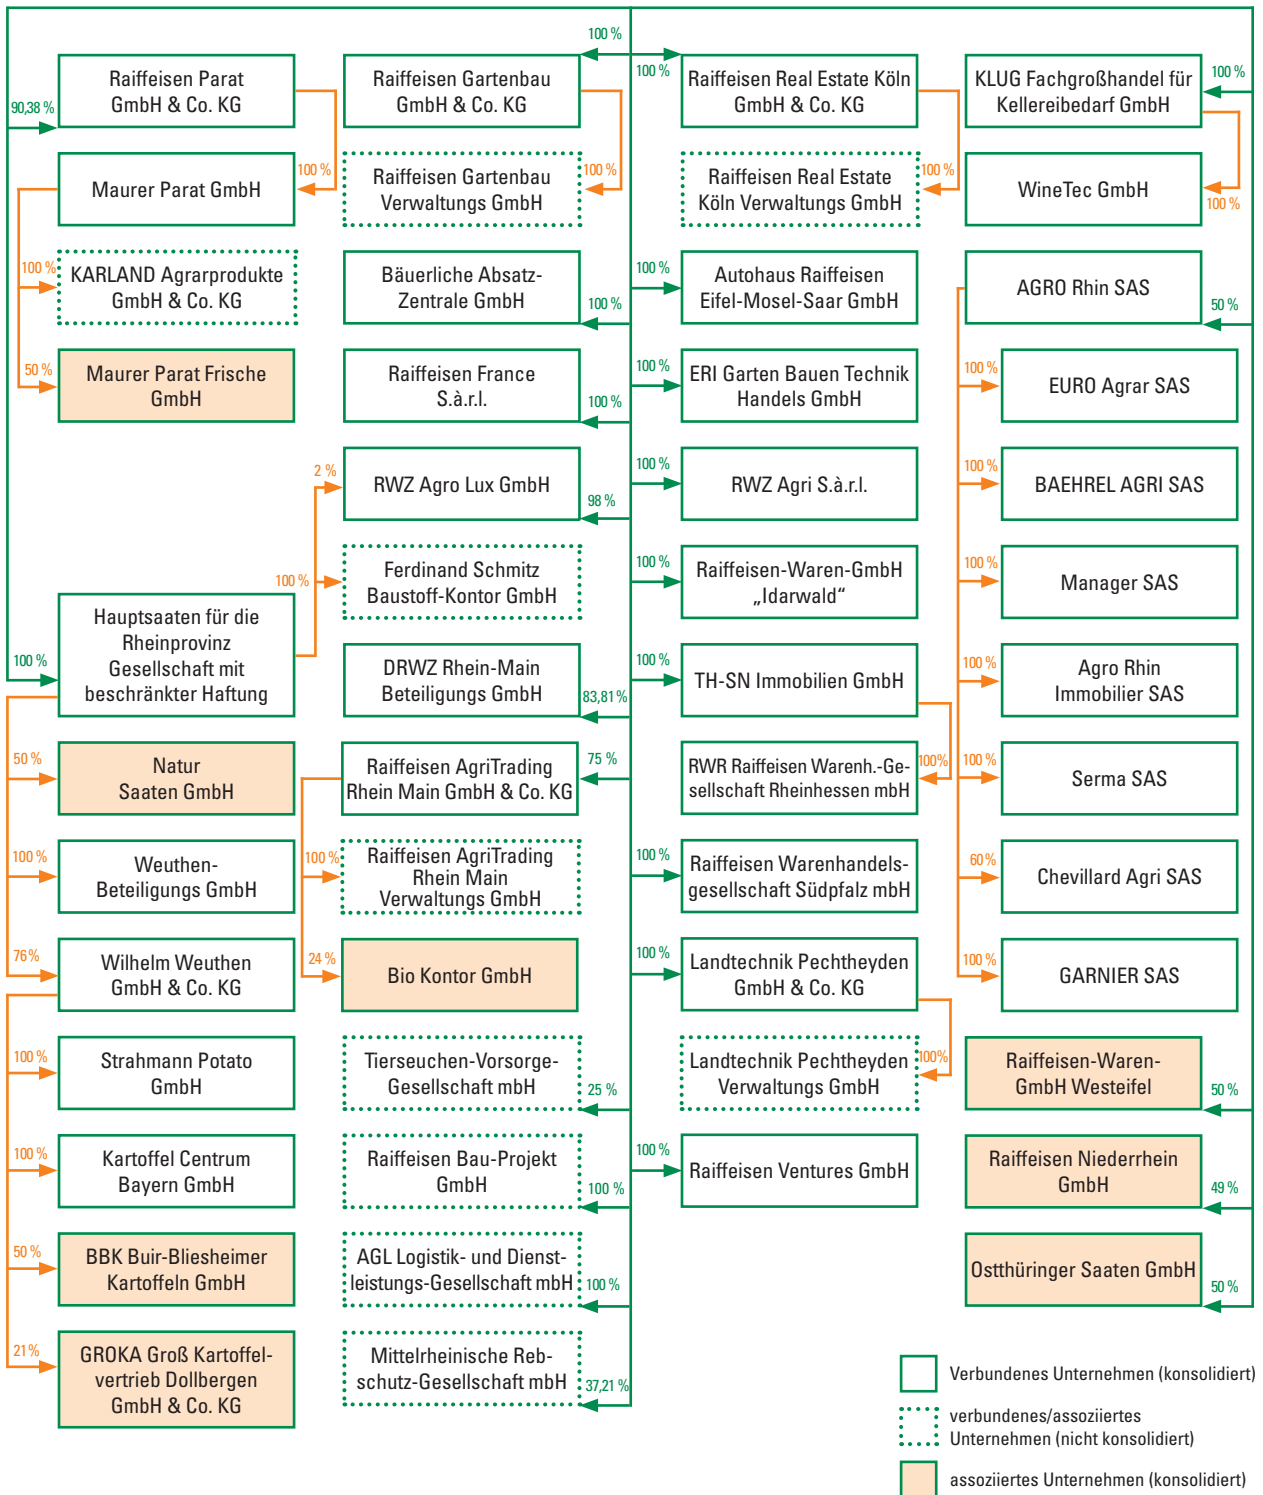 100 %
100 %
90,38 %
Raiffeisen Parat
GmbH & Co. KG
Raiffeisen Gartenbau
GmbH & Co. KG
Raiffeisen Real Estate Köln
GmbH & Co. KG
KLUG Fachgroßhandel für
Kellereibedarf GmbH
100 %
100 %
Maurer Parat GmbH
100 %
Raiffeisen Gartenbau
Verwaltungs GmbH
100 %
Raiffeisen Real Estate
Köln Verwaltungs GmbH
100 %
WineTec GmbH
100 %
100 %
KARLAND Agrarprodukte
GmbH & Co. KG
Bäuerliche Absatz-
Zentrale GmbH
100 %
100 %
Autohaus Raiffeisen
Eifel-Mosel-Saar GmbH
AGRO Rhin SAS
50 %
50 %
Maurer Parat Frische
GmbH
Raiffeisen France
S.à.r.l.
100 %
100 %
ERI Garten Bauen Technik
Handels GmbH
100 %
EURO Agrar SAS
2 %
RWZ Agro Lux GmbH
98 %
100 %
RWZ Agri S.à.r.l.
100 %
BAEHREL AGRI SAS
100 %
Ferdinand Schmitz
Baustoff-Kontor GmbH
100 %
Raiffeisen-Waren-GmbH
„Idarwald“
100 %
Manager SAS
100 %
Hauptsaaten für die
Rheinprovinz
Gesellschaft mit
beschränkter Haftung
DRWZ Rhein-Main
Beteiligungs GmbH
83,81 %
100 %
TH-SN Immobilien GmbH
100 %
Agro Rhin
Immobilier SAS
50 %
Natur
Saaten GmbH
Raiffeisen AgriTrading
Rhein Main GmbH & Co. KG
75 %
RWR Raiffeisen Warenh.-Ge-
sellschaft Rheinhessen mbH
100%
100 %
Serma SAS
100 %
Weuthen-
Beteiligungs GmbH
100 %
Raiffeisen AgriTrading
Rhein Main
Verwaltungs GmbH
100 %
Raiffeisen Warenhandels-
gesellschaft Südpfalz mbH
60 %
Chevillard Agri SAS
76 %
Wilhelm Weuthen
GmbH & Co. KG
24 %
Bio Kontor GmbH
100 %
Landtechnik Pechtheyden
GmbH & Co. KG
100 %
GARNIER SAS
100 %
Strahmann Potato
GmbH
Tierseuchen-Vorsorge-
Gesellschaft mbH
25 %
Landtechnik Pechtheyden
Verwaltungs GmbH
100%
Raiffeisen-Waren-
GmbH Westeifel
50 %
100 %
Kartoffel Centrum
Bayern GmbH
Raiffeisen Bau-Projekt
GmbH
100 %
100 %
Raiffeisen Ventures GmbH
Raiffeisen Niederrhein
GmbH
49 %
50 %
BBK Buir-Bliesheimer
Kartoffeln GmbH
AGL Logistik- und Dienst-
leistungs-Gesellschaft mbH
100 %
Ostthüringer Saaten GmbH
50 %
21 %
GROKA Groß Kartoffel-
vertrieb Dollbergen
GmbH & Co. KG
Mittelrheinische Reb-
schutz-Gesellschaft mbH
37,21 %
Verbundenes Unternehmen (konsolidiert)
verbundenes/assoziiertes
Unternehmen (nicht konsolidiert)
assoziiertes Unternehmen (konsolidiert)